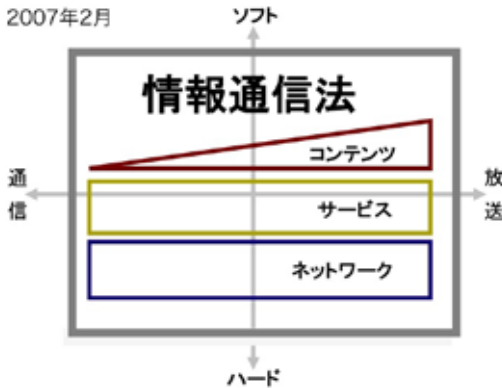 2007年2月
ソフト
情報通信法
コンテンツ
通信
放送
サービス
ネットワーク
ハード